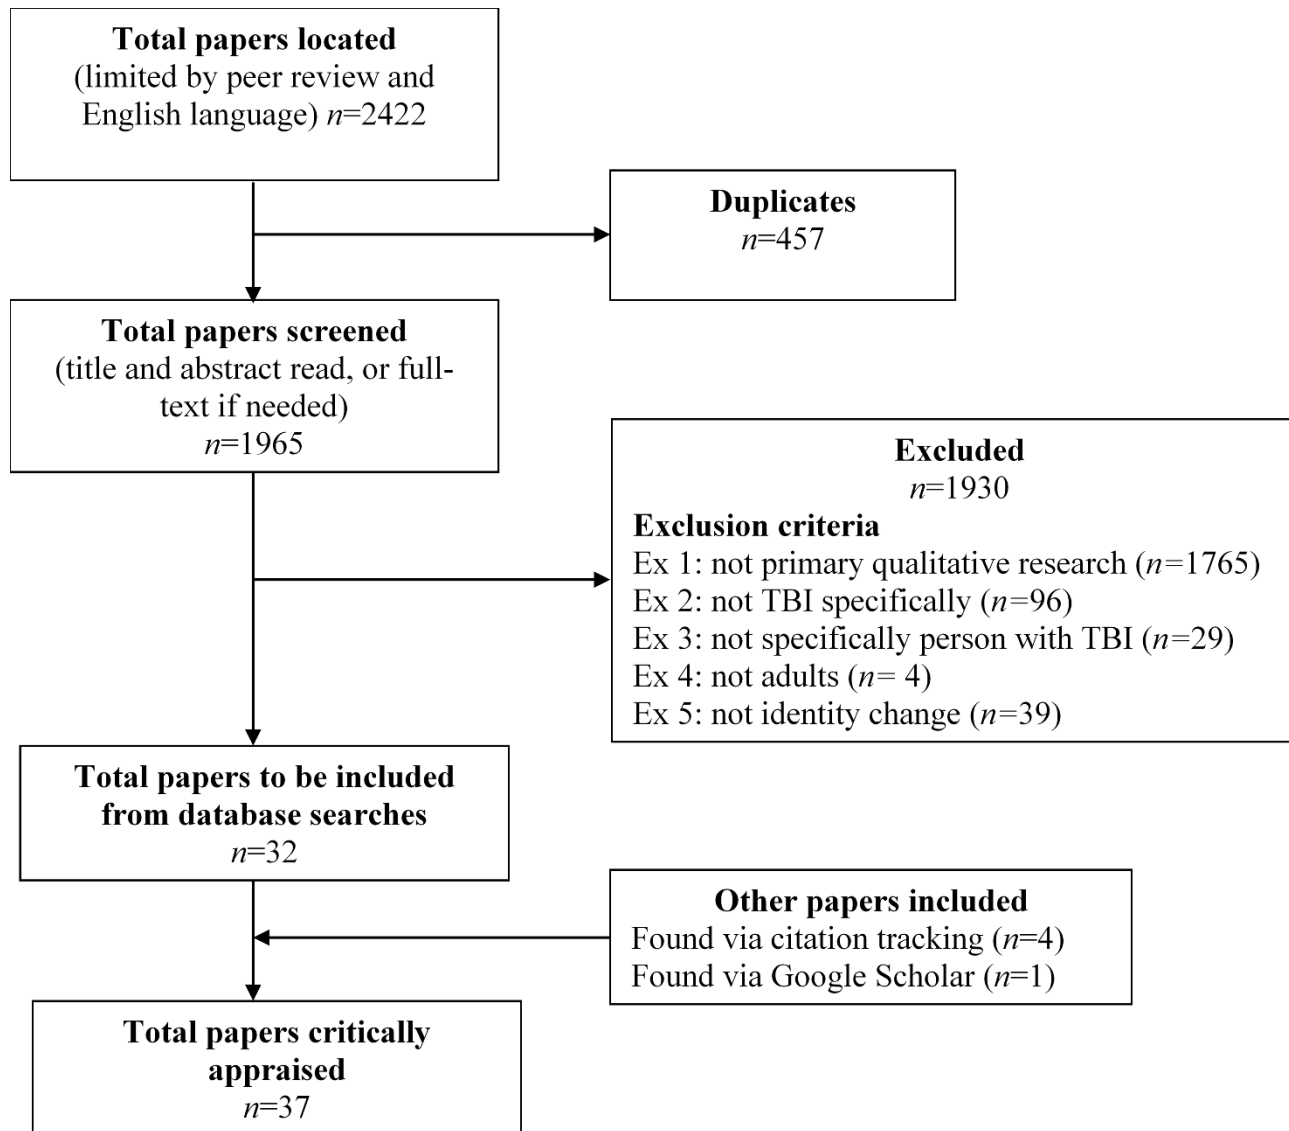 Total papers located
(limited by peer review and
English language) n=2422
Duplicates
n=457
Total papers screened
(title and abstract read, or full-
text if needed)
n=1965
Excluded
n=1930
Exclusion criteria
Ex 1: not primary qualitative research (n=1765)
Ex 2: not TBI specifically (n=96)
Ex 3: not specifically person with TBI (n=29)
Ex 4: not adults (n= 4)
Ex 5: not identity change (n=39)
Total papers to be included
from database searches
n=32
Other papers included
Found via citation tracking (n=4)
Found via Google Scholar (n=1)
Total papers critically
appraised
n=37